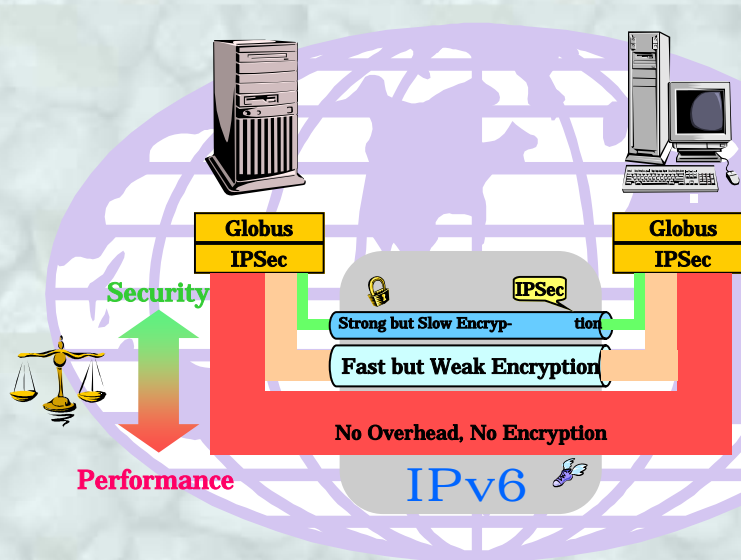 Globus
IPSec
Globus
IPSec
Security
IPSec
Strong but Slow Encryp- tion
Fast but Weak Encryption
No Overhead, No Encryption
Performance
IPv6